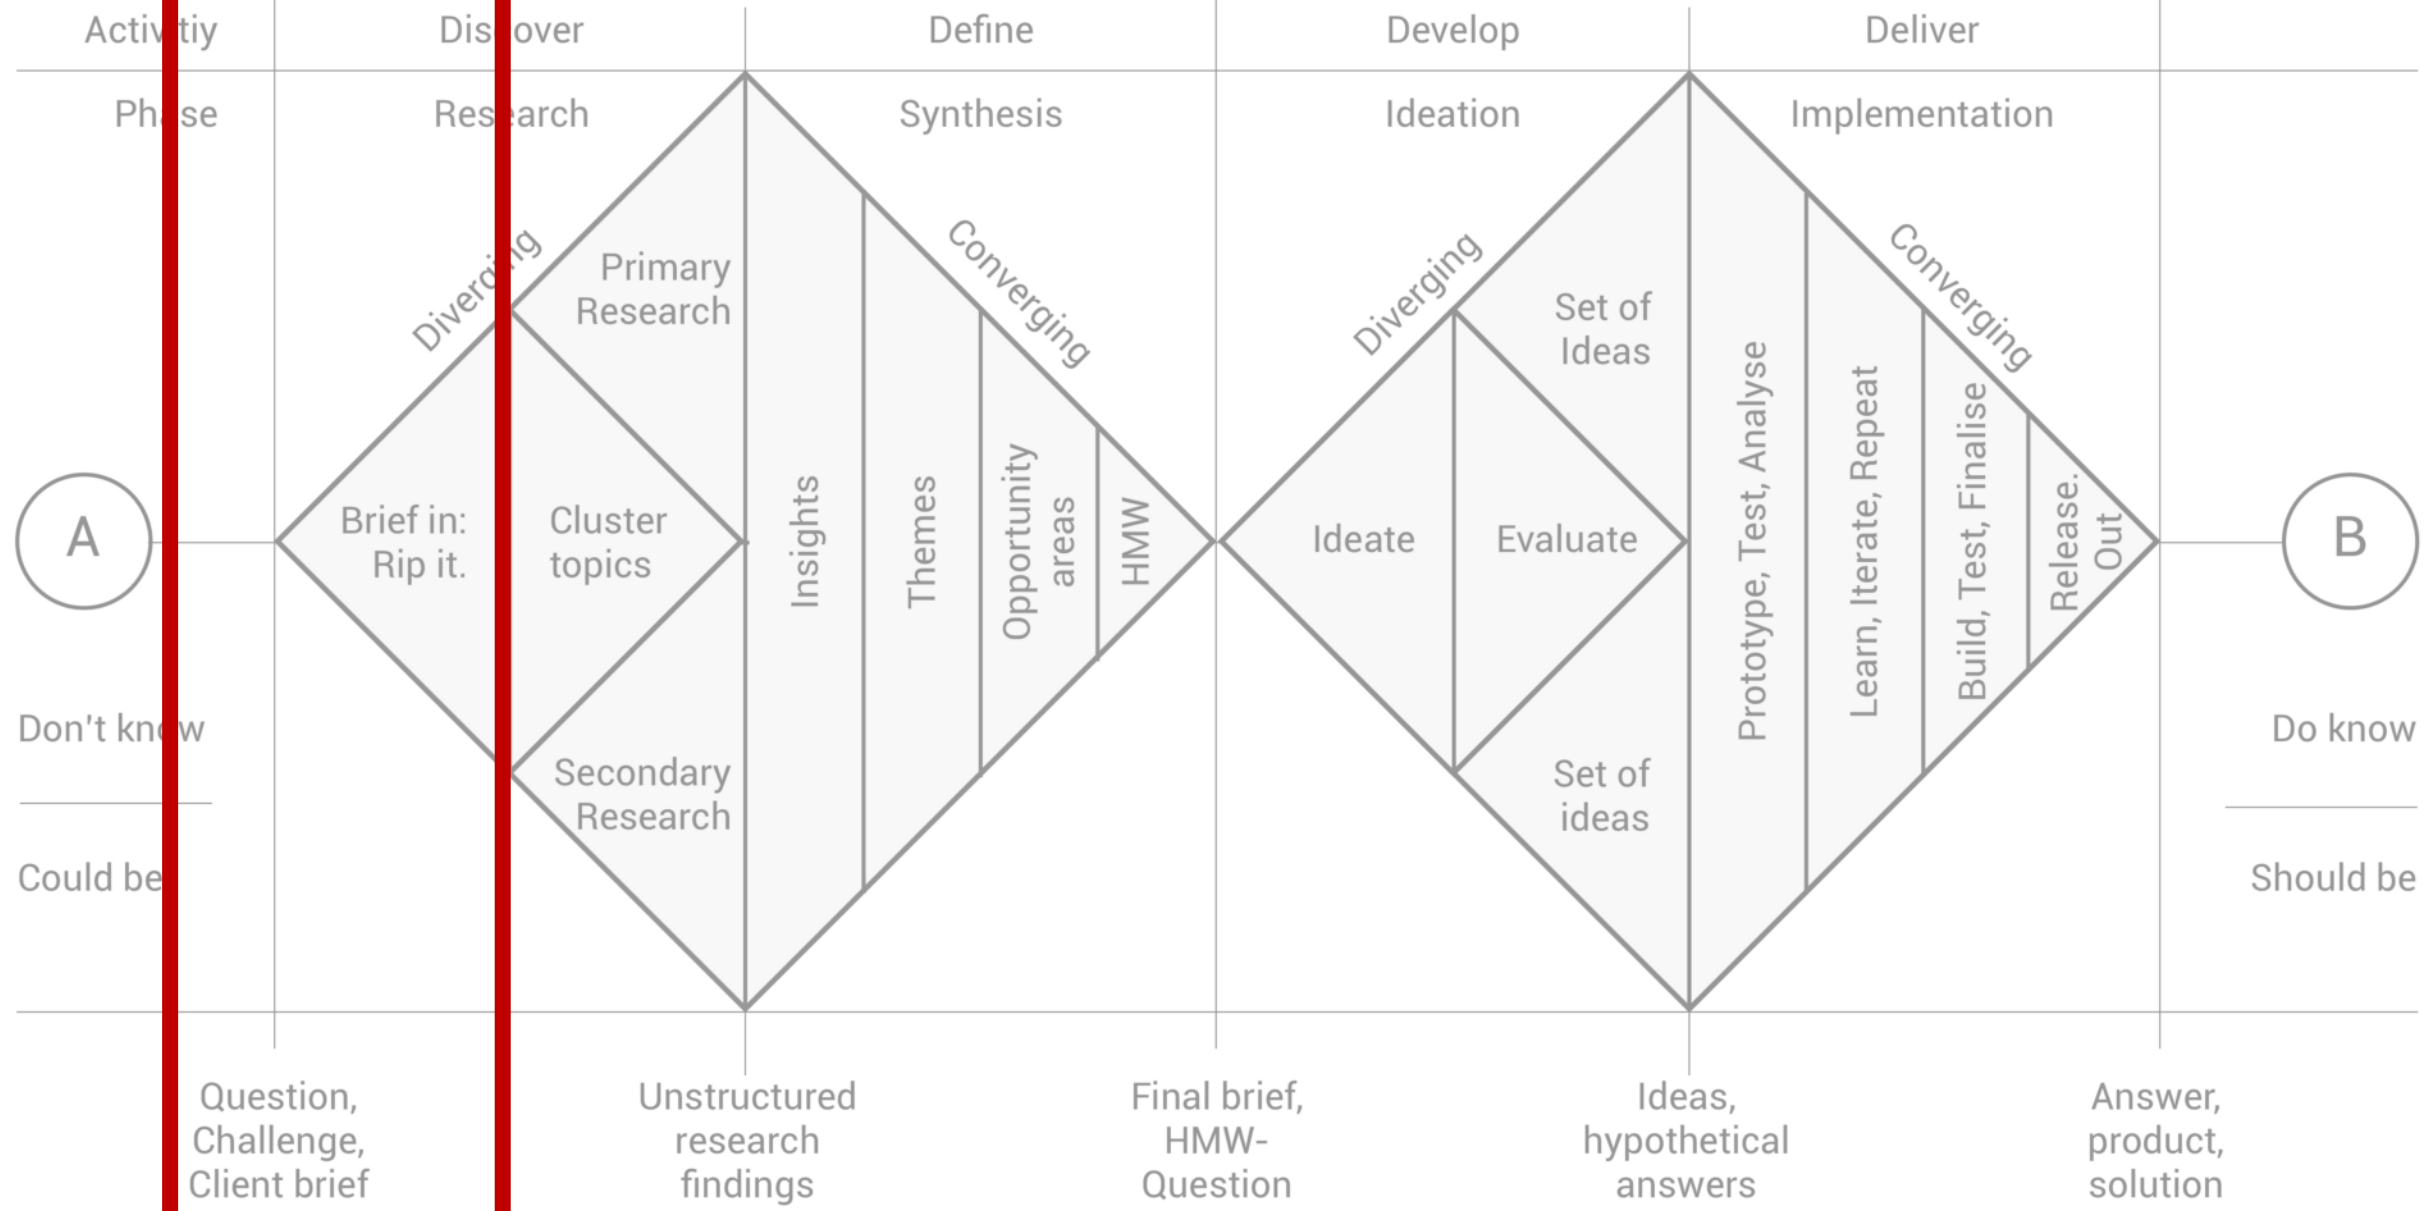 Activitiy
Discover
Define
Develop
Deliver
Phase
Research
Synthesis
Ideation
Implementation
Diverging
Converging
Diverging
Converging
A
Brief in:
Rip it.
Cluster
topics
Primary
Research
Secondary
Research
Insights
Themes
Opportunity
areas
HMW
Ideate
Evaluate
Set of
Ideas
Set of
ideas
Prototype, Test, Analyse
Learn, Iterate, Repeat
Build, Test, Finalise
Release.
Out
B
Don't know
Could be
Do know
Should be
Question,
Challenge,
Client brief
Unstructured
research
findings
Final brief,
HMW-
Question
Ideas,
hypothetical
answers
Answer,
product,
solution